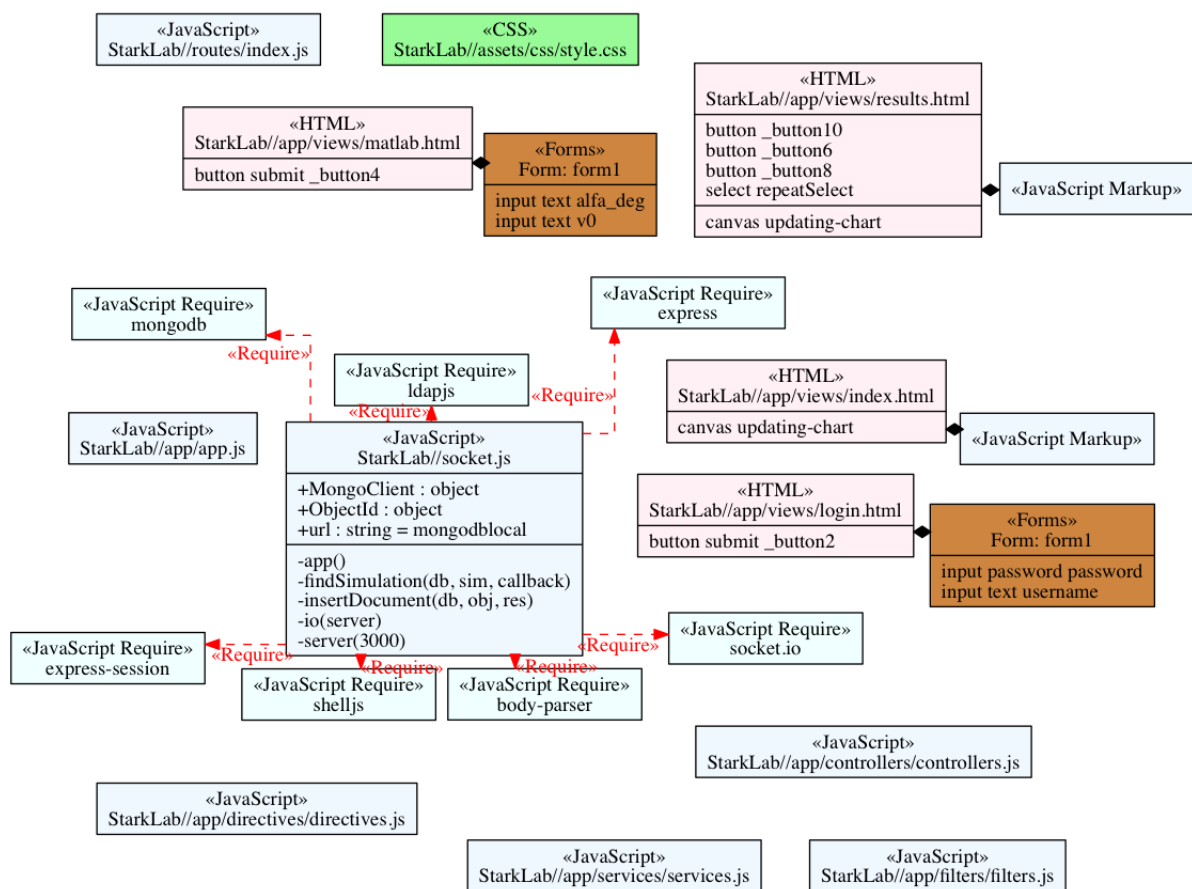 «JavaScript»
StarkLab//routes/index.js
«CSS»
StarkLab//assets/css/style.css
«HTML»
StarkLab//app/views/results.html
button _button10
button _button6
button _button8
select repeatSelect
canvas updating-chart
«JavaScript Markup»
«HTML»
StarkLab//app/views/matlab.html
button submit _button4
«Forms»
Form: form1
input text alfa_deg
input text v0
«JavaScript Require»
mongodb
«Require»
«JavaScript Require»
express
«Require»
«JavaScript Require»
ldapjs
«Require»
«HTML»
StarkLab//app/views/index.html
canvas updating-chart
«JavaScript Markup»
«JavaScript»
StarkLab//app/app.js
«JavaScript»
StarkLab//socket.js
+MongoClient : object
+ObjectId : object
+url : string = mongodblocal
-app()
-findSimulation(db, sim, callback)
-insertDocument(db, obj, res)
-io(server)
-server(3000)
«HTML»
StarkLab//app/views/login.html
button submit _button2
«Forms»
Form: form1
input password password
input text username
«JavaScript Require»
express-session
«Require»
«JavaScript Require»
shelljs
«Require»
«JavaScript Require»
body-parser
«Require»
«JavaScript Require»
socket.io
«Require»
«JavaScript»
StarkLab//app/controllers/controllers.js
«JavaScript»
StarkLab//app/directives/directives.js
«JavaScript»
StarkLab//app/services/services.js
«JavaScript»
StarkLab//app/filters/filters.js